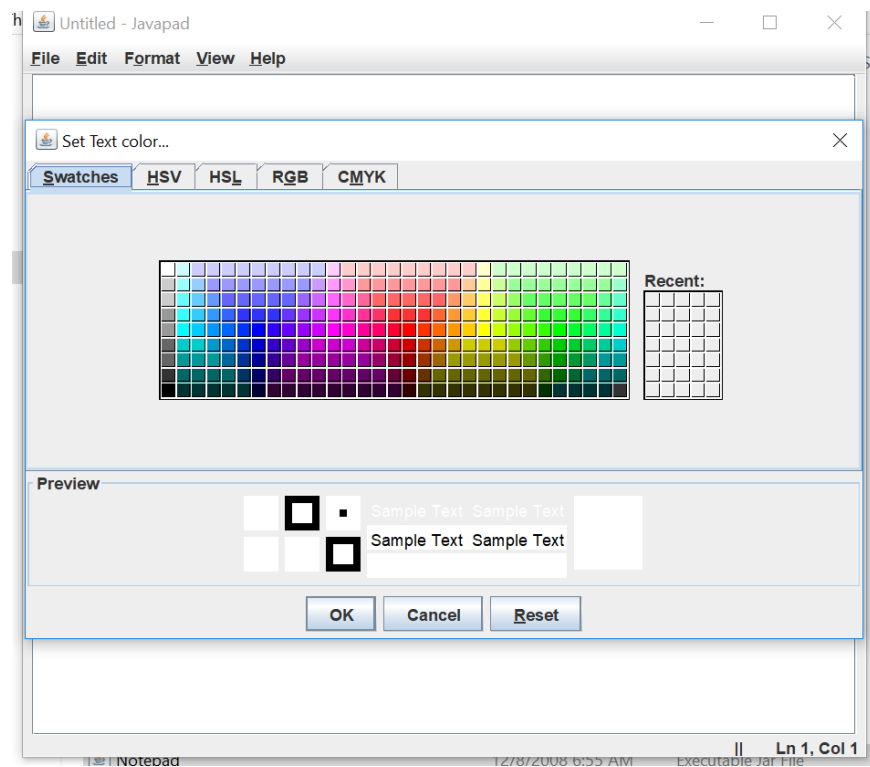 Untitled - Javapad
File Edit Format View Help
Set Text color...
Swatches HSV HSL RGB CMYK
Recent:
Preview
Sample Text Sample Text
Sample Text Sample Text
OK Cancel Reset
|| Ln 1, Col 1
Notepad 12/8/2008 6:55 AM Executable Jar File